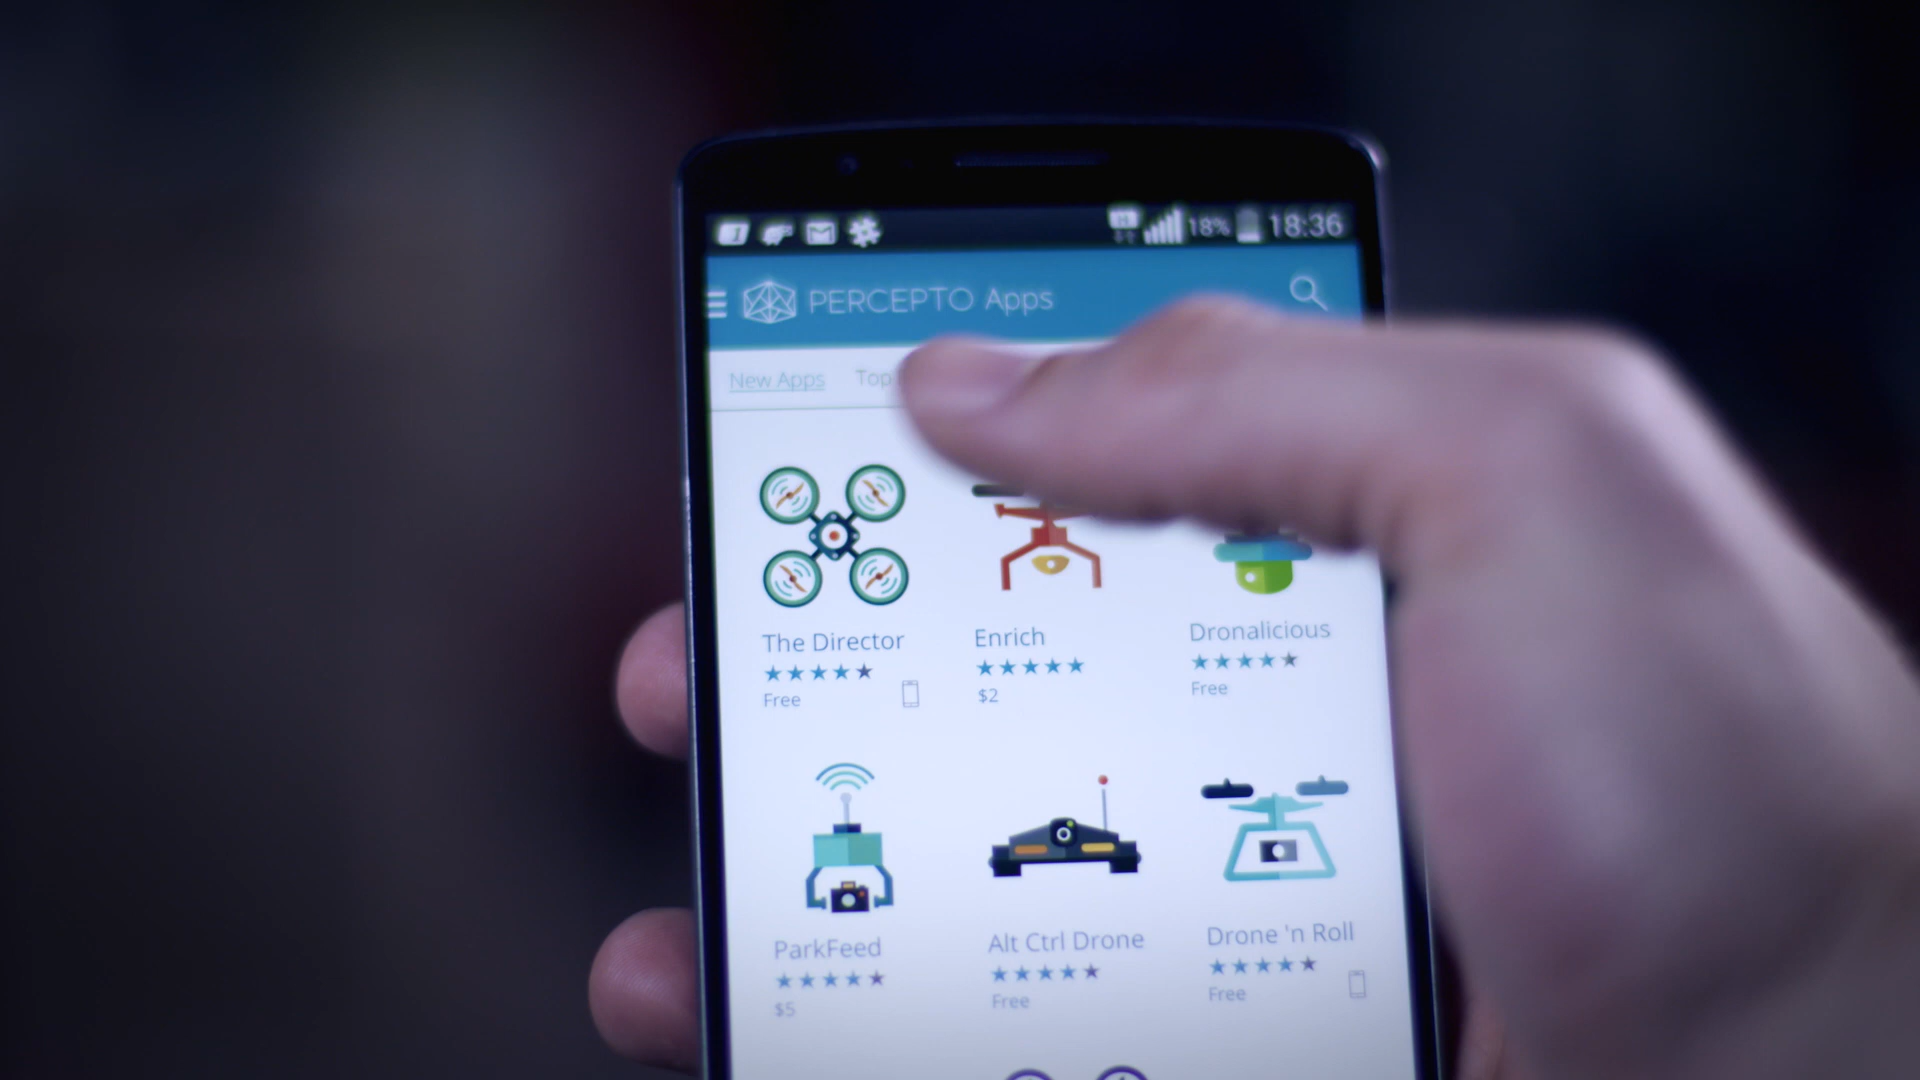 18% 18:36
PERCEPTO Apps
New Apps Top
The Director Enrich Dronalicious
Free $2 Free
ParkFeed Alt Ctrl Drone Drone 'n Roll
$5 Free Free